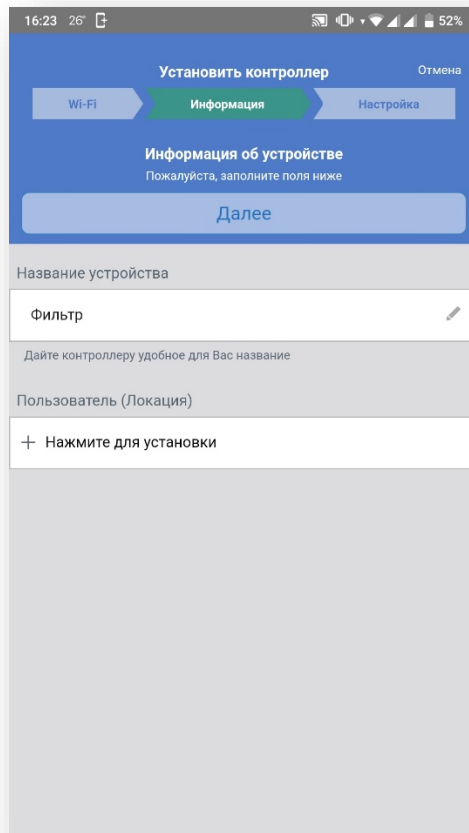 16:23 26° 52%
Установить контроллер Отмена
Wi-Fi Информация Настройка
Информация об устройстве
Пожалуйста, заполните поля ниже
Далее
Название устройства
Фильтр
Дайте контроллеру удобное для Вас название
Пользователь (Локация)
+ Нажмите для установки